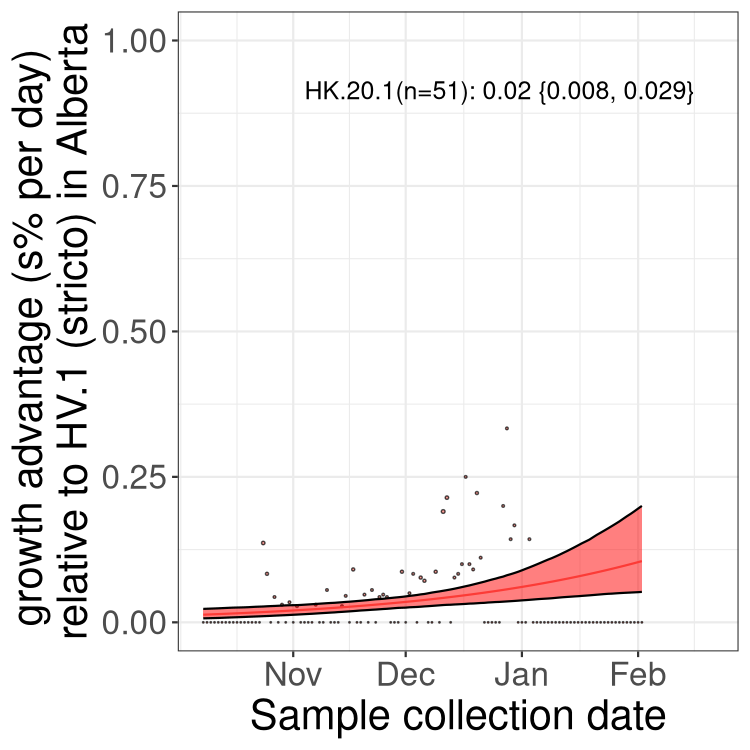 growth advantage (s% per day)
relative to HV.1 (stricto) in Alberta
1.00
0.75
0.50
0.25
0.00
HK.20.1(n=51): 0.02 {0.008, 0.029}
Nov
Dec
Jan
Feb
Sample collection date